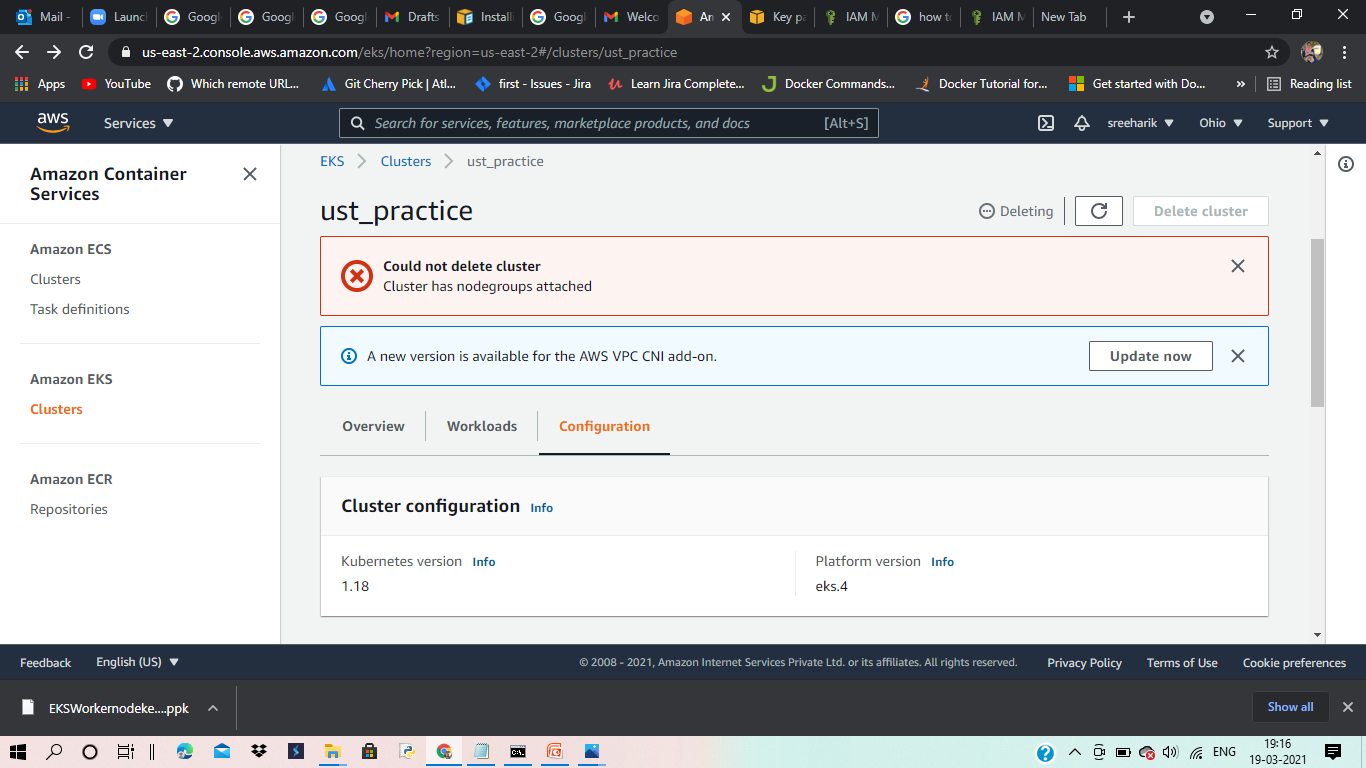 Mail -
Launc
Googl
Googl
Googl
Drafts
Installi
Googl
Welco
An
Key pa
IAM M
how to
IAM M
New Tab
us-east-2.console.aws.amazon.com/eks/home?region=us-east-2#/clusters/ust_practice
Apps
YouTube
Which remote URL...
Git Cherry Pick | Atl...
first - Issues - Jira
Learn Jira Complete...
Docker Commands...
Docker Tutorial for...
Get started with Do...
»
Reading list
aws
Services
Search for services, features, marketplace products, and docs [Alt+S]
sreeharik
Ohio
Support
Amazon Container
Services
Amazon ECS
Clusters
Task definitions
Amazon EKS
Clusters
Amazon ECR
Repositories
EKS
Clusters
ust_practice
ust_practice
Deleting
Delete cluster
Could not delete cluster
Cluster has nodegroups attached
A new version is available for the AWS VPC CNI add-on.
Update now
Overview
Workloads
Configuration
Cluster configuration Info
Kubernetes version Info
1.18
Platform version Info
eks.4
Feedback
English (US)
© 2008 - 2021, Amazon Internet Services Private Ltd. or its affiliates. All rights reserved.
Privacy Policy
Terms of Use
Cookie preferences
EKSWorkernodeke....ppk
Show all
ENG
19:16
19-03-2021